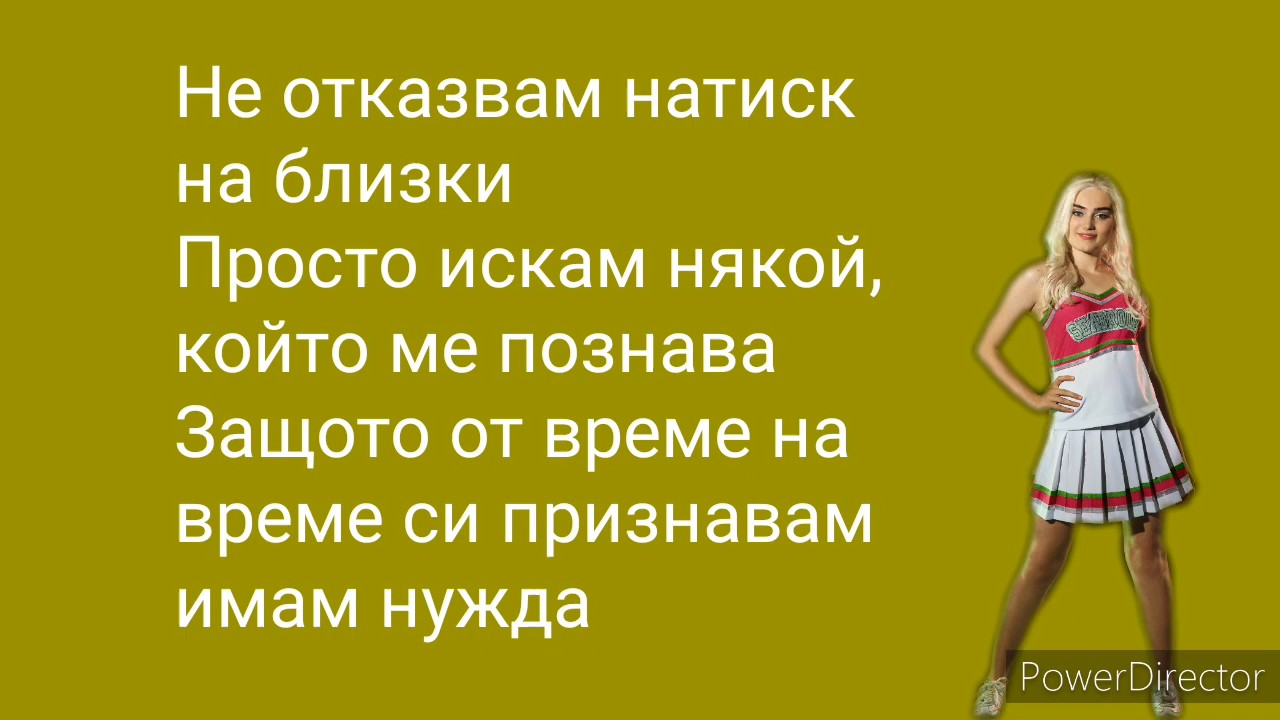 Не отказвам натиск
на близки
Просто искам някой,
който ме познава
Защото от време на
време си признавам
имам нужда
PowerDirector